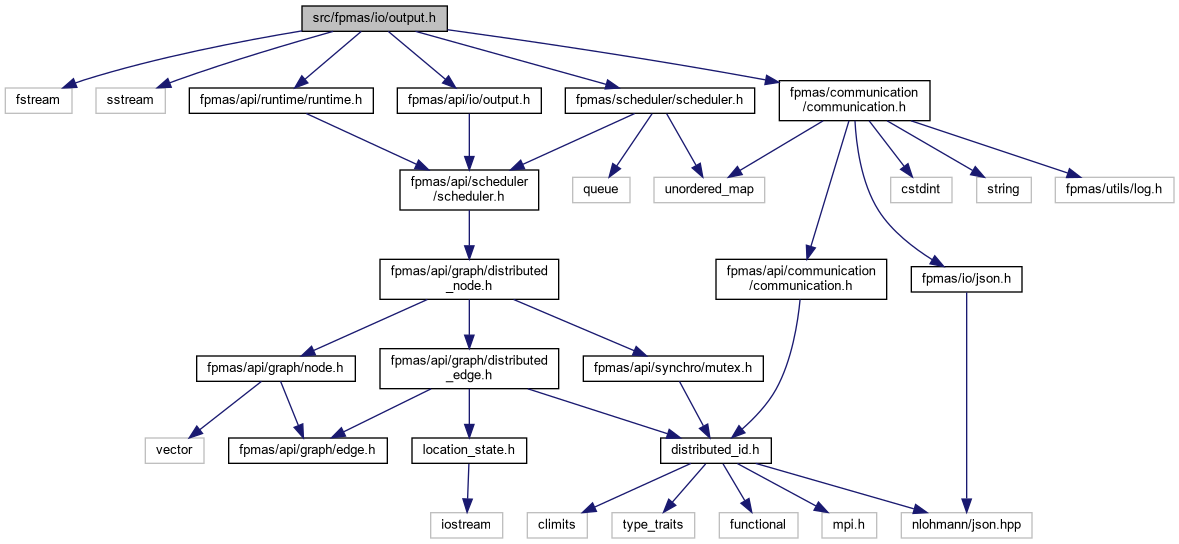 src/fpmas/io/output.h
fstream
sstream
fpmas/api/runtime/runtime.h
fpmas/api/io/output.h
fpmas/scheduler/scheduler.h
fpmas/communication
/communication.h
fpmas/api/scheduler
/scheduler.h
queue
unordered_map
cstdint
string
fpmas/utils/log.h
fpmas/api/graph/distributed
_node.h
fpmas/api/communication
/communication.h
fpmas/io/json.h
fpmas/api/graph/node.h
fpmas/api/graph/distributed
_edge.h
fpmas/api/synchro/mutex.h
vector
fpmas/api/graph/edge.h
location_state.h
distributed_id.h
iostream
climits
type_traits
functional
mpi.h
nlohmann/json.hpp